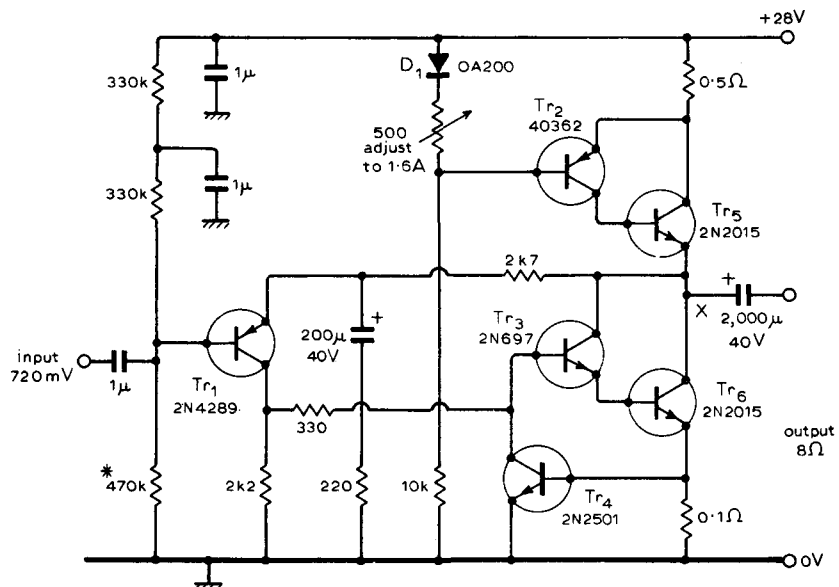 +28V
330k
1μ
D1
OA200
0·5Ω
500
adjust
to 1·6A
Tr2
40362
330k
1μ
Tr5
2N2015
2k7
+
200μ
40V
Tr3
2N697
+
X
2,000μ
40V
input
720mV
1μ
Tr1
2N4289
330
Tr6
2N2015
output
8Ω
*
470k
2k2
220
10k
Tr4
2N2501
0·1Ω
0V